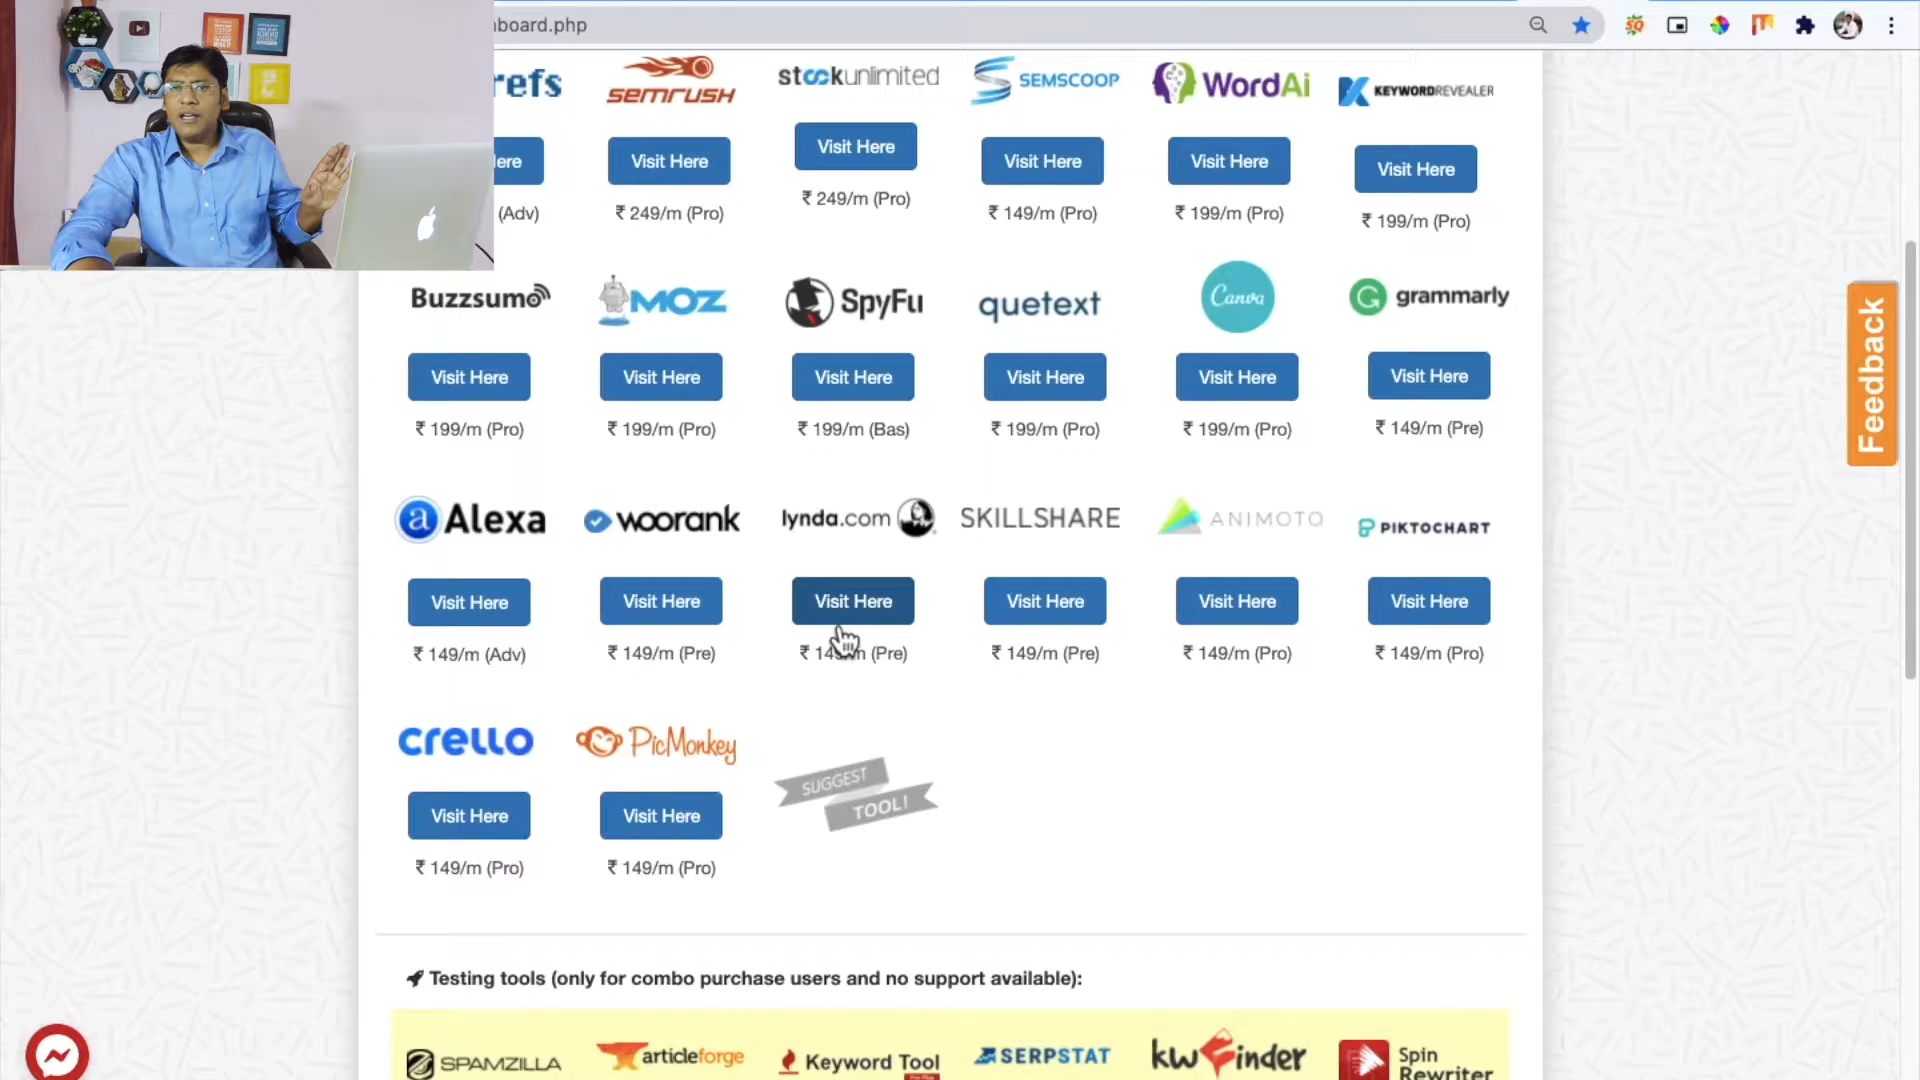 board.php
refs
semrush
stockunlimited
SEMSCOOP
WordAi
KEYWORDREVEALER
ere
Visit Here
Visit Here
Visit Here
Visit Here
Visit Here
(Adv)
₹ 249/m (Pro)
₹ 249/m (Pro)
₹ 149/m (Pro)
₹ 199/m (Pro)
₹ 199/m (Pro)
Buzzsumo
MOZ
SpyFu
quetext
Canva
grammarly
Visit Here
Visit Here
Visit Here
Visit Here
Visit Here
Visit Here
₹ 199/m (Pro)
₹ 199/m (Pro)
₹ 199/m (Bas)
₹ 199/m (Pro)
₹ 199/m (Pro)
₹ 149/m (Pre)
Feedback
Alexa
woorank
lynda.com
SKILLSHARE
ANIMOTO
PIKTOCHART
Visit Here
Visit Here
Visit Here
Visit Here
Visit Here
Visit Here
₹ 149/m (Adv)
₹ 149/m (Pre)
(Pre)
₹ 149/m (Pre)
₹ 149/m (Pro)
₹ 149/m (Pro)
crello
PicMonkey
SUGGEST
TOOL!
Visit Here
Visit Here
₹ 149/m (Pro)
₹ 149/m (Pro)
Testing tools (only for combo purchase users and no support available):
SPAMZILLA
articleforge
Keyword Tool
SERPSTAT
kwfinder
Spin
Rewriter